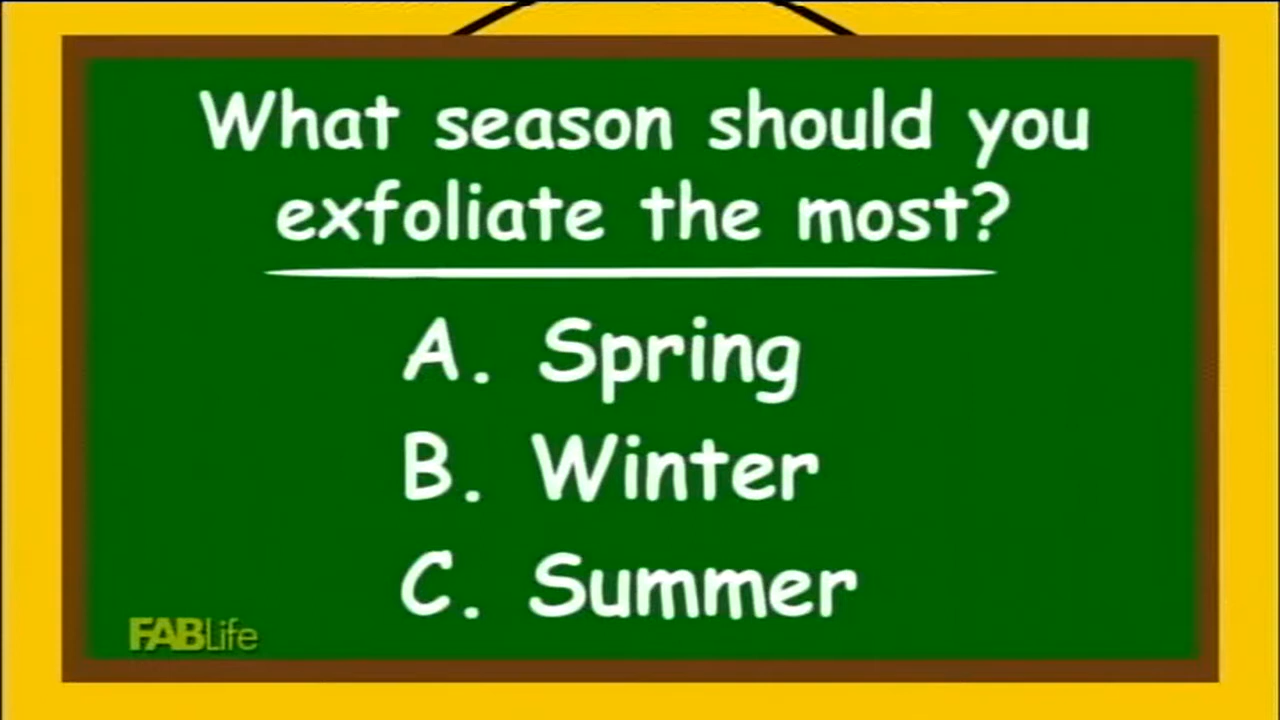 What season should you
exfoliate the most?
A. Spring
B. Winter
C. Summer
FABLife